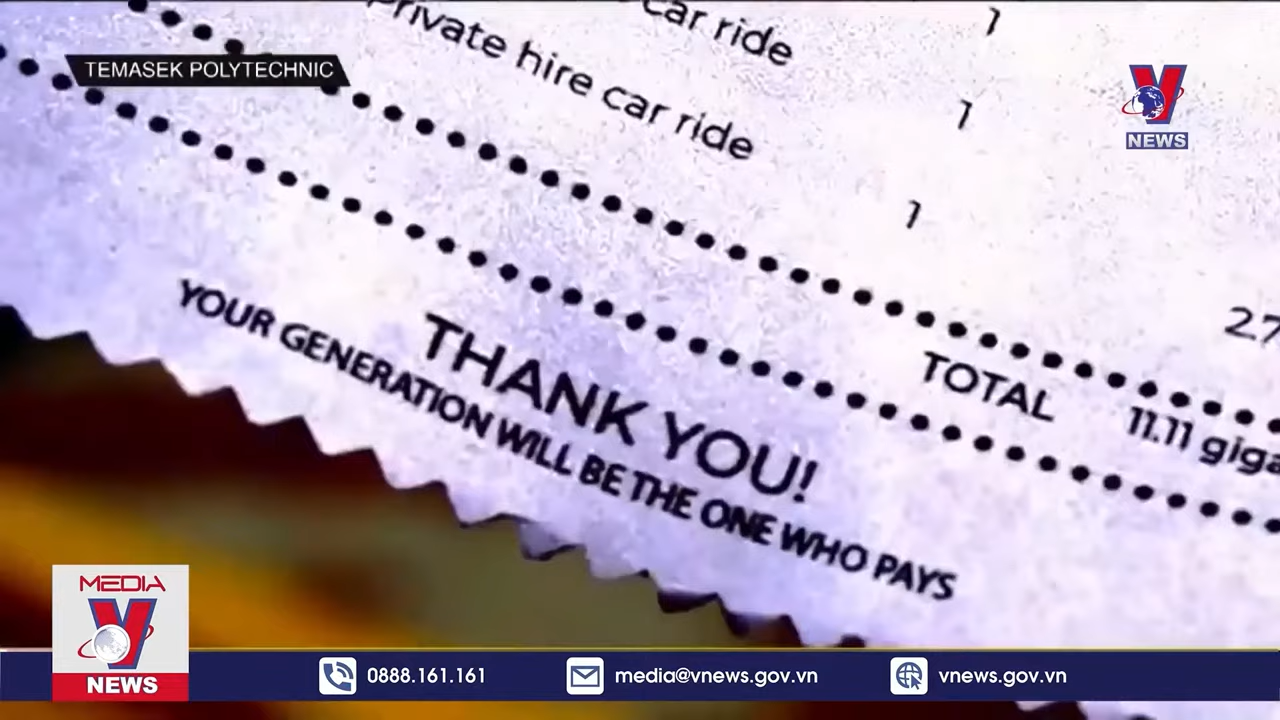 car ride 1
TEMASEK POLYTECHNIC
private hire car ride 1
1
V
NEWS
27
TOTAL 11.11 giga
THANK YOU!
YOUR GENERATION WILL BE THE ONE WHO PAYS
MEDIA
V
NEWS
0888.161.161
media@vnews.gov.vn
vnews.gov.vn